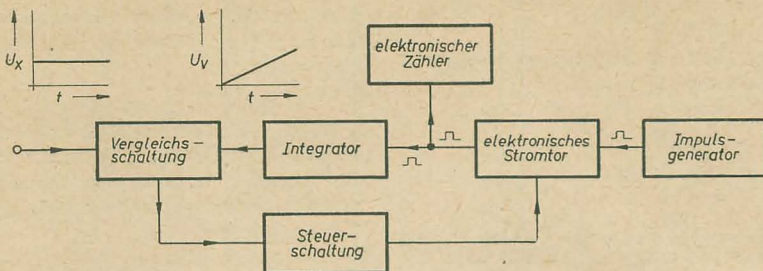 U_X
t
U_V
t
elektronischer
Zähler
Vergleichs-
schaltung
Integrator
elektronisches
Stromtor
Impuls-
generator
Steuer-
schaltung